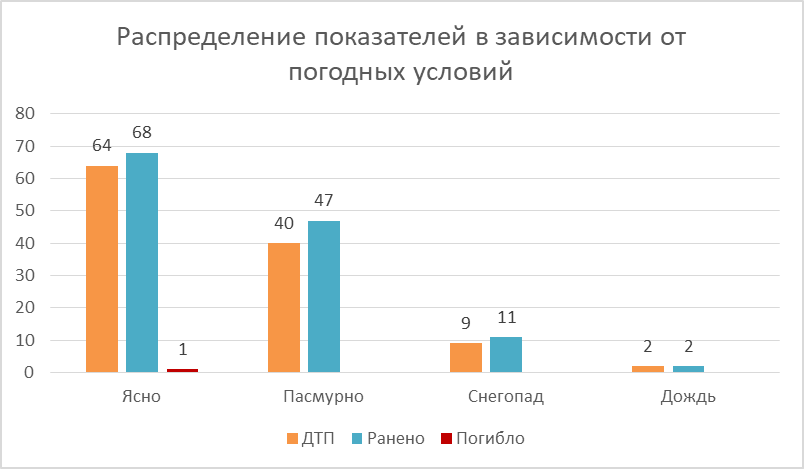 Распределение показателей в зависимости от
погодных условий
80
70
60
50
40
30
20
10
0
64
68
1
40
47
9
11
2
2
Ясно
Пасмурно
Снегопад
Дождь
ДТП
Ранено
Погибло